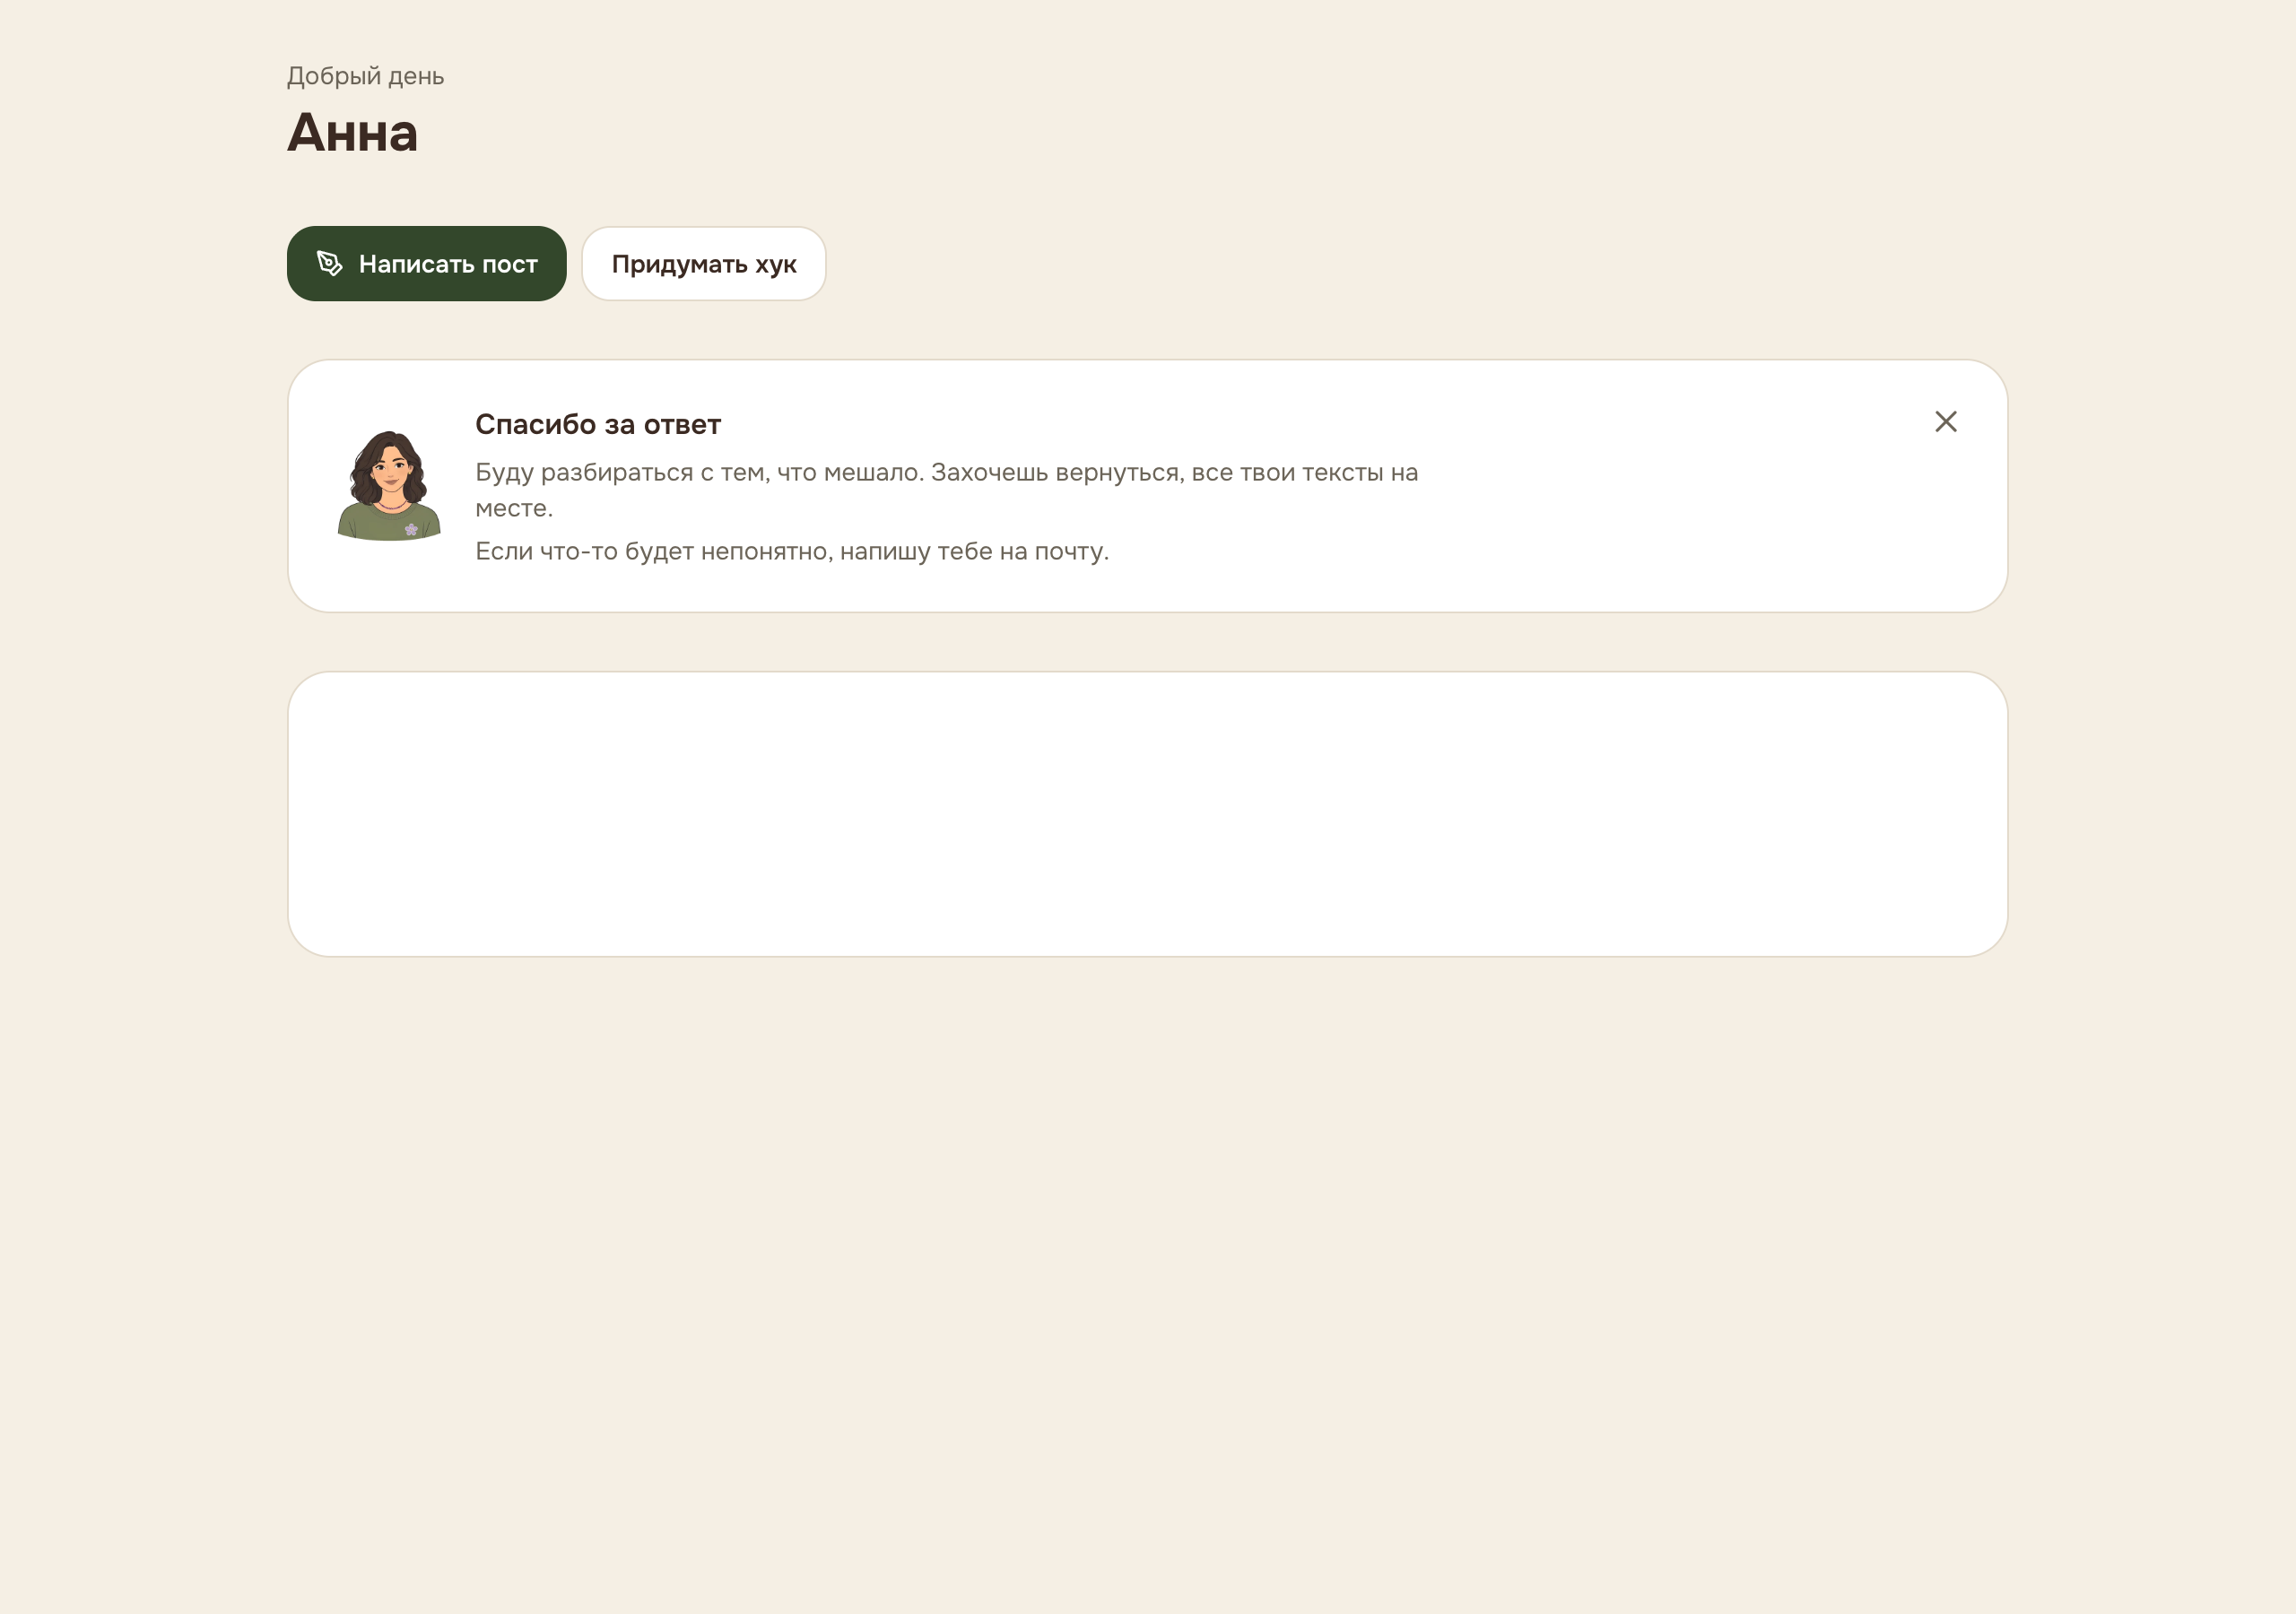 Добрый день
Анна
Написать пост
Придумать хук
Спасибо за ответ
Буду разбираться с тем, что мешало. Захочешь вернуться, все твои тексты на
месте.
Если что-то будет непонятно, напишу тебе на почту.